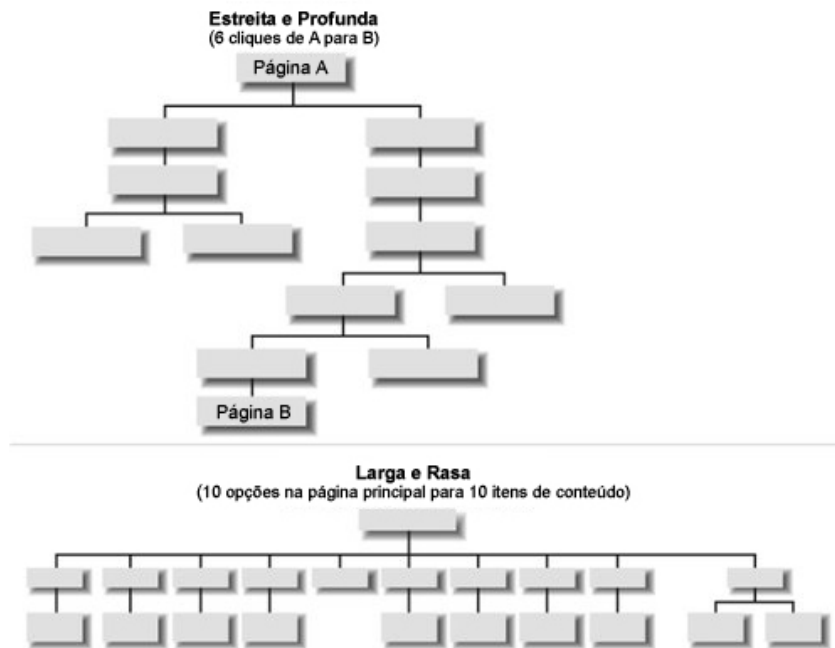 Estreita e Profunda
(6 cliques de A para B)
Página A
Página B
Larga e Rasa
(10 opções na página principal para 10 itens de conteúdo)